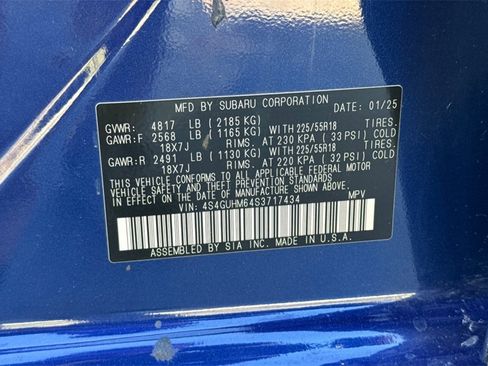 MFD BY SUBARU CORPORATION DATE: 01/25
GVWR: 4817 LB ( 2185 KG)
GAWR:F 2568 LB ( 1165 KG) WITH 225/55R18 TIRES.
18X7J RIMS. AT 230 KPA ( 33 PSI) COLD
GAWR:R 2491 LB ( 1130 KG) WITH 225/55R18 TIRES.
18X7J RIMS. AT 220 KPA ( 32 PSI) COLD
THIS VEHICLE CONFORMS TO ALL APPLICABLE FEDERAL MOTOR
VEHICLE SAFETY AND THEFT PREVENTION STANDARDS
IN EFFECT ON THE DATE OF MANUFACTURE SHOWN ABOVE.
VIN: 4S4GUHM64S3717434 MPV
ASSEMBLED BY SIA INC. MADE IN U.S.A.